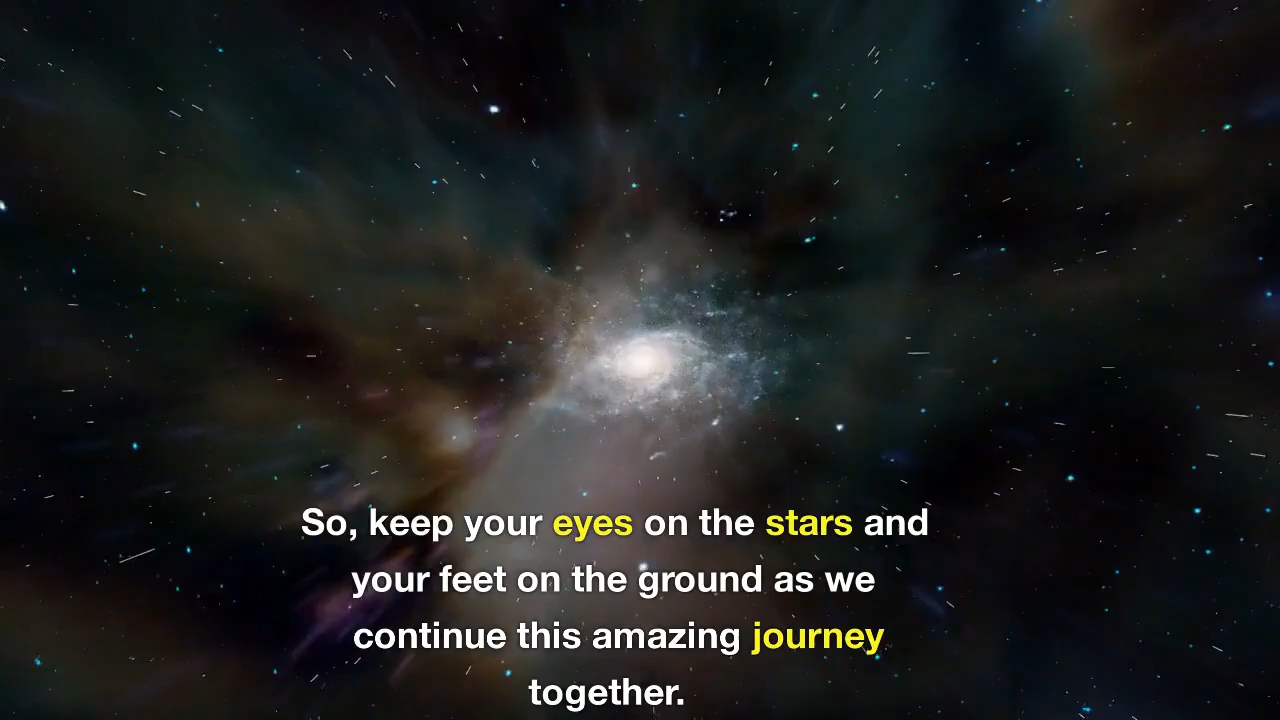 So, keep your eyes on the stars and
your feet on the ground as we
continue this amazing journey
together.